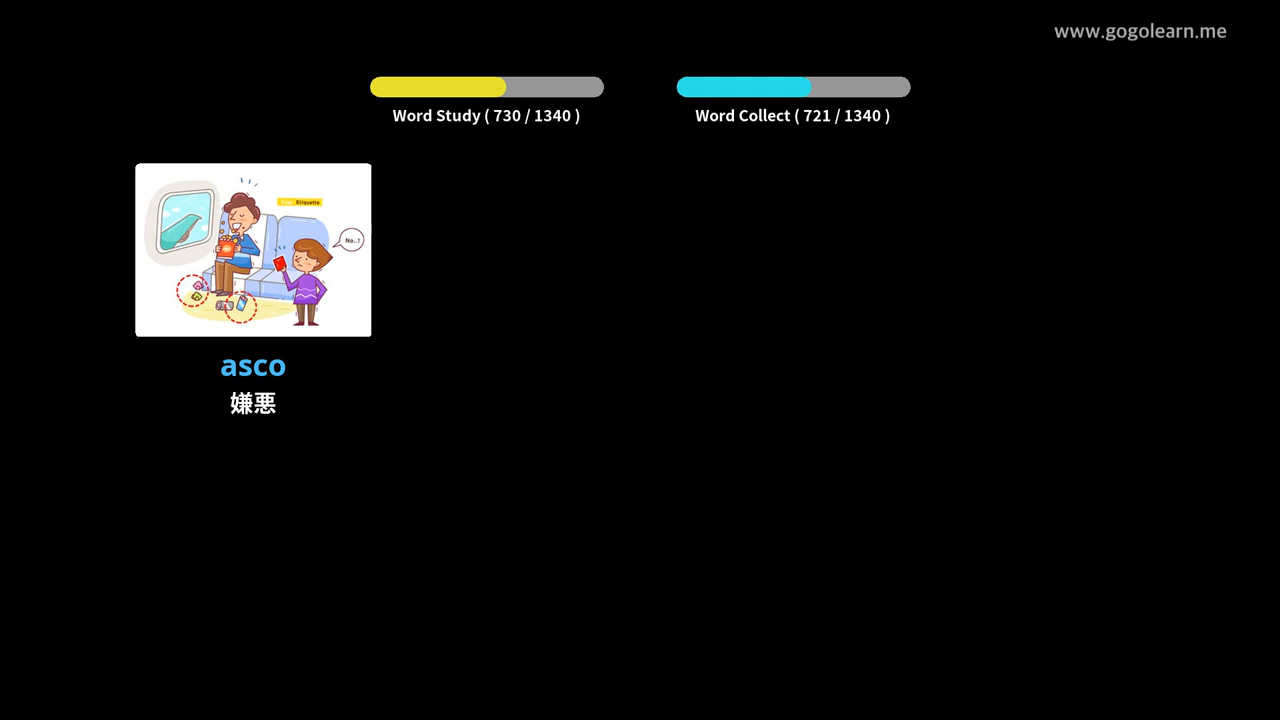 www.gogolearn.me
Word Study ( 730 / 1340 )
Word Collect ( 721 / 1340 )
Etiquette
No..!
asco
嫌悪